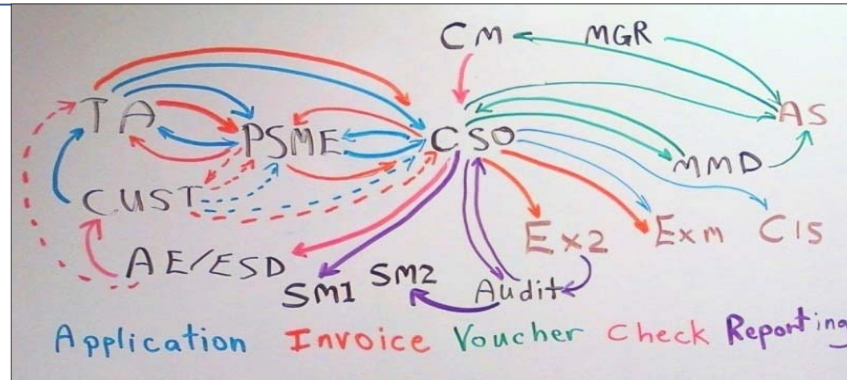 CM MGR
TA PSME CSO AS
MMD
CUST
Ex2 Exm CIS
AE/ESD SM1 SM2 Audit
Application Invoice Voucher Check Reporting